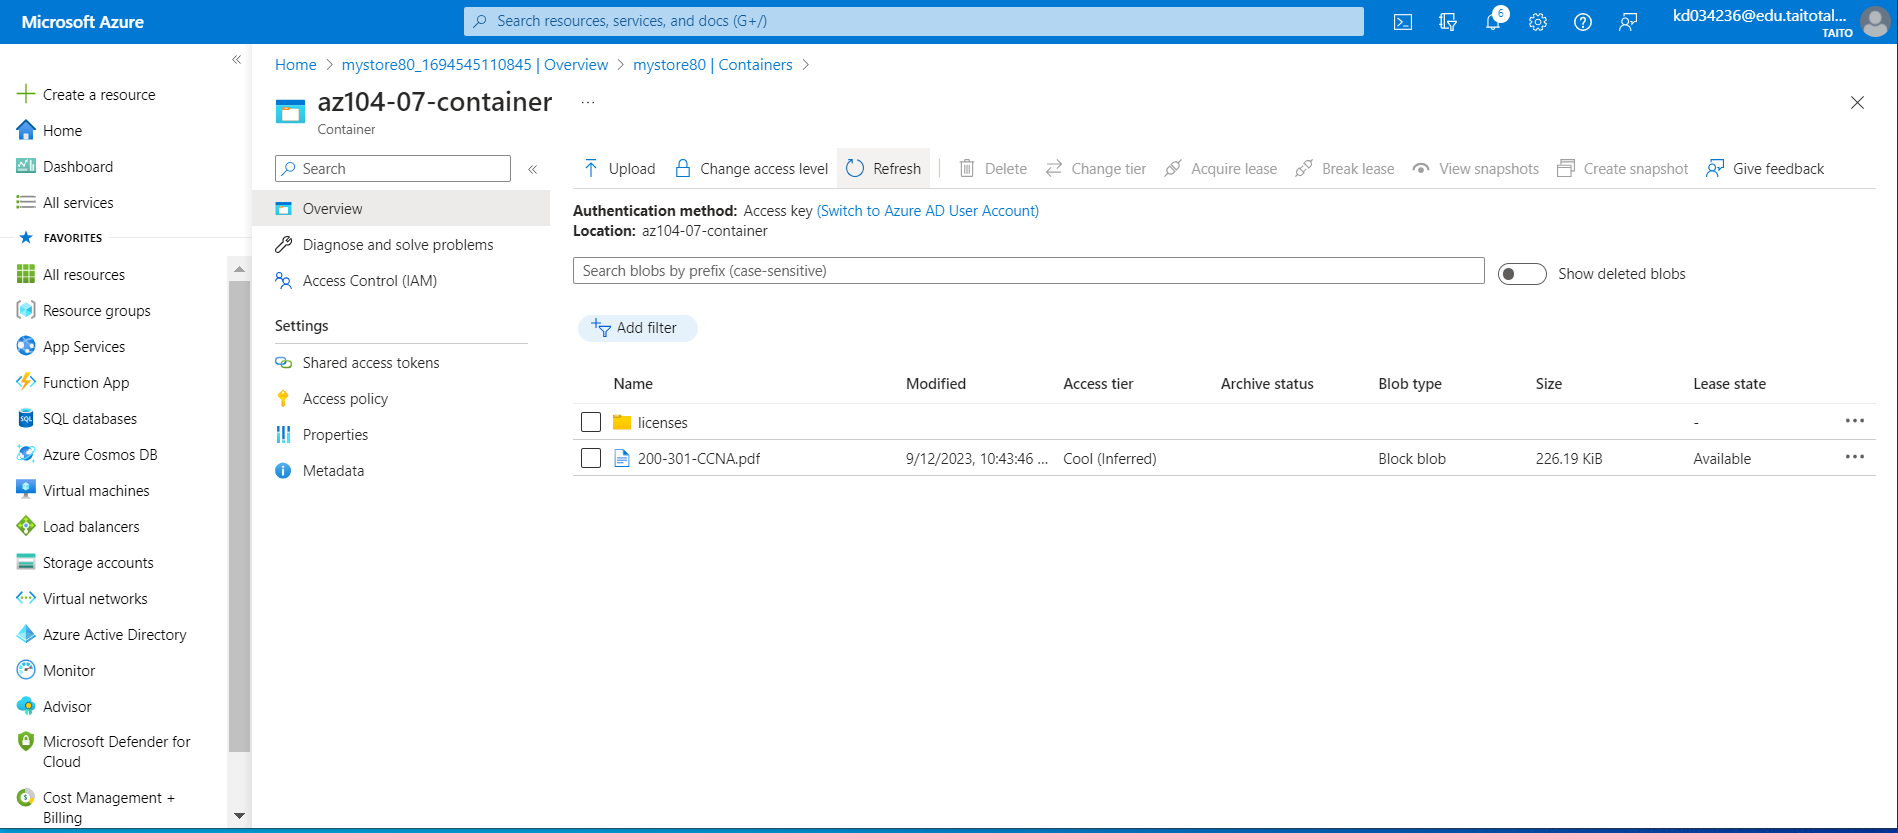 Microsoft Azure
Search resources, services, and docs (G+/)
6
kd034236@edu.taitotal...
TAITO
Create a resource
Home
Dashboard
All services
FAVORITES
All resources
Resource groups
App Services
Function App
SQL databases
Azure Cosmos DB
Virtual machines
Load balancers
Storage accounts
Virtual networks
Azure Active Directory
Monitor
Advisor
Microsoft Defender for
Cloud
Cost Management +
Billing
Home > mystore80_1694545110845 | Overview > mystore80 | Containers >
az104-07-container ...
Container
Search
Overview
Diagnose and solve problems
Access Control (IAM)
Settings
Shared access tokens
Access policy
Properties
Metadata
Upload Change access level Refresh Delete Change tier Acquire lease Break lease View snapshots Create snapshot Give feedback
Authentication method: Access key (Switch to Azure AD User Account)
Location: az104-07-container
Search blobs by prefix (case-sensitive)
Show deleted blobs
Add filter
Name Modified Access tier Archive status Blob type Size Lease state
licenses - ...
200-301-CCNA.pdf 9/12/2023, 10:43:46 ... Cool (Inferred) Block blob 226.19 KiB Available ...